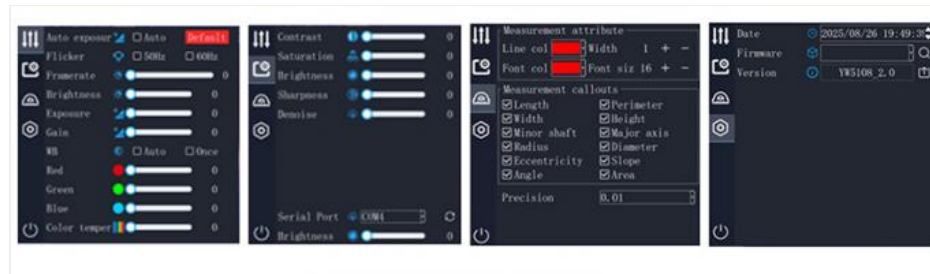 Auto exposur Auto Default
Flicker 50Hz 60Hz
Framerate 0
Brightness 0
Exposure 0
Gain 0
WB Auto Once
Red 0
Green 0
Blue 0
Color temper 0
Contrast 0
Saturation 0
Brightness 0
Sharpness 0
Denoise 0
Serial Port COM4
Brightness 0
Measurement attribute
Line col Width 1 + -
Font col Font siz 16 + -
Measurement callouts
Length Perimeter
Width Height
Minor shaft Major axis
Radius Diameter
Eccentricity Slope
Angle Area
Precision 0.01
Date 2025/08/26 19:49:35
Firmware
Version YW5108_2.0